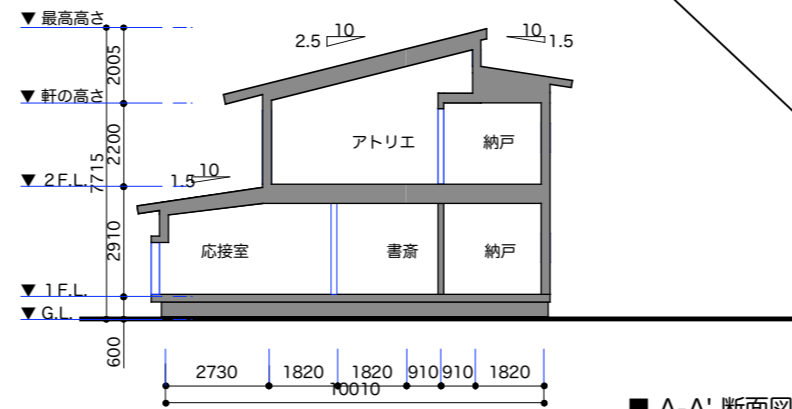 ▼ 最高高さ
10
2.5
10
1.5
2005
▼ 軒の高さ
2200
7715
アトリエ
納戸
▼ 2F.L.
10
1.5
2910
応接室
書斎
納戸
▼ 1F.L.
▼ G.L.
600
2730
1820
1820
910
910
1820
10010
■ A-A' 断面図